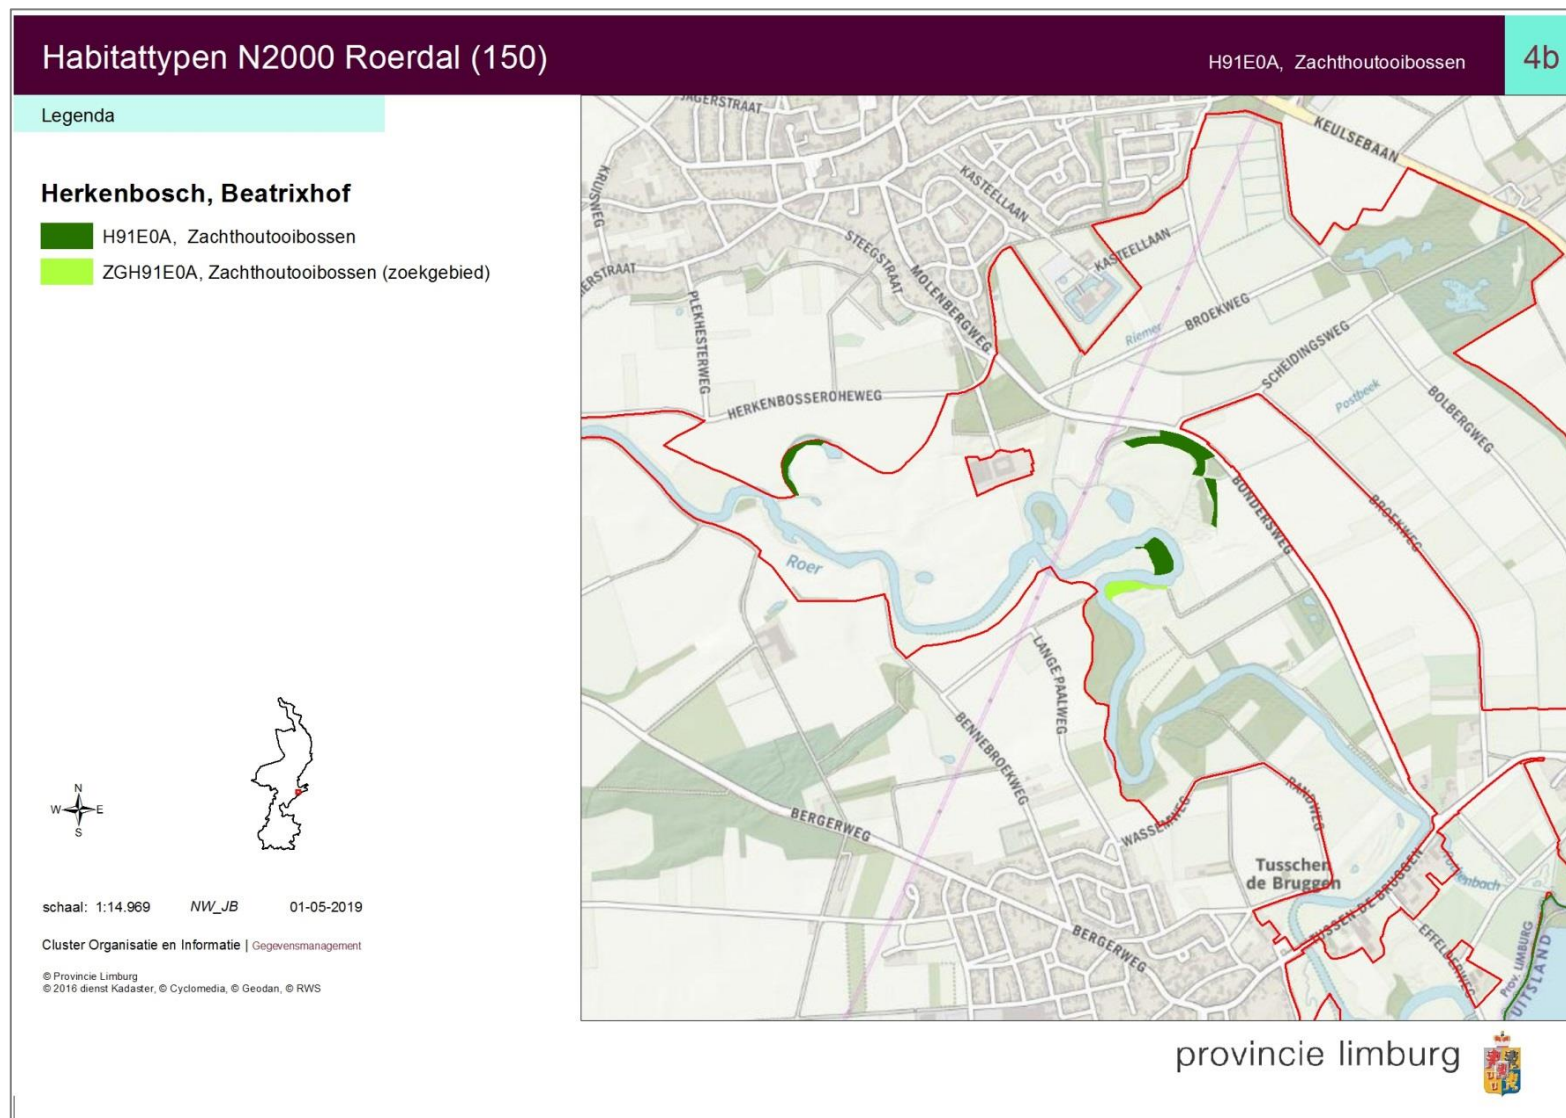 Habitattypen N2000 Roerdal (150)
H91E0A, Zachthoutooibossen
4b
Legenda
Herkenbosch, Beatrixhof
H91E0A, Zachthoutooibossen
ZGH91E0A, Zachthoutooibossen (zoekgebied)
N
W E
S
schaal: 1:14.969 NW_JB 01-05-2019
Cluster Organisatie en Informatie | Gegevensmanagement
© Provincie Limburg
© 2016 dienst Kadaster, © Cyclomedia, © Geodan, © RWS
JAGERSTRAAT
KEULSEBAAN
KRUISWEG
KASTEELLAAN
STEEGSTRAAT
KASTEELLAAN
MOLENBERGWEG
ERSTRAAT
PLEKHESTERWEG
Riemer
BROEKWEG
SCHEIDINGSWEG
Postbeek
BOLBERGWEG
HERKENBOSSEROHEWEG
BUNDERSWEG
BROEKWEG
Roer
LANGE PAALWEG
BENNEBROEKWEG
BERGERWEG
WASSEMWEG
RANDWEG
Tusschen
de Bruggen
TUSSEN DE BRUGGEN
Rothenbach
BERGERWEG
EFFELDERWEG
Prov. LIMBURG
UITSLAND
provincie limburg